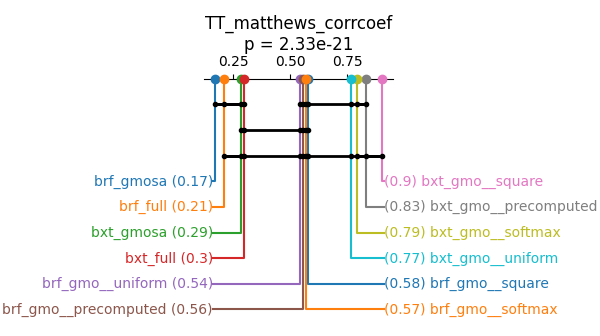 TT_matthews_corrcoef
p = 2.33e-21
0.25 0.50 0.75
brf_gmosa (0.17)
(0.9) bxt_gmo__square
brf_full (0.21)
(0.83) bxt_gmo__precomputed
bxt_gmosa (0.29)
(0.79) bxt_gmo__softmax
bxt_full (0.3)
(0.77) bxt_gmo__uniform
brf_gmo__uniform (0.54)
(0.58) brf_gmo__square
brf_gmo__precomputed (0.56)
(0.57) brf_gmo__softmax